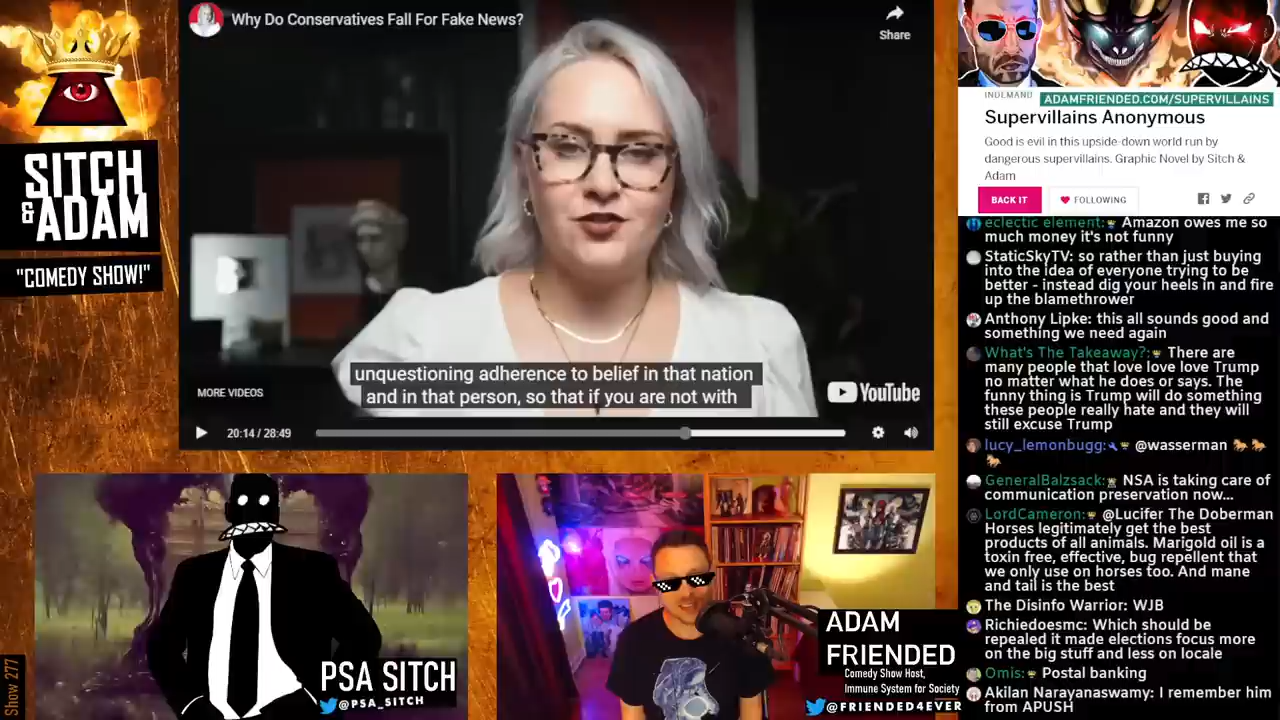 Why Do Conservatives Fall For Fake News?
Share
SITCH
& ADAM
"COMEDY SHOW!"
unquestioning adherence to belief in that nation
and in that person, so that if you are not with
MORE VIDEOS
YouTube
20:14 / 28:49
Show 277
PSA SITCH
@PSA_SITCH
ADAM
FRIENDED
Comedy Show Host,
Immune System for Society
@FRIENDED4EVER
INDEMAND
ADAMFRIENDED.COM/SUPERVILLAINS
Supervillains Anonymous
Good is evil in this upside-down world run by
dangerous supervillains. Graphic Novel by Sitch &
Adam
BACK IT
FOLLOWING
eclectic element: Amazon owes me so
much money it's not funny
StaticSkyTV: so rather than just buying
into the idea of everyone trying to be
better - instead dig your heels in and fire
up the blamethrower
Anthony Lipke: this all sounds good and
something we need again
What's The Takeaway?: There are
many people that love love love Trump
no matter what he does or says. The
funny thing is Trump will do something
these people really hate and they will
still excuse Trump
lucy_lemonbugg: @wasserman
GeneralBalzsack: NSA is taking care of
communication preservation now...
LordCameron: @Lucifer The Doberman
Horses legitimately get the best
products of all animals. Marigold oil is a
toxin free, effective, bug repellent that
we only use on horses too. And mane
and tail is the best
The Disinfo Warrior: WJB
Richiedoesmc: Which should be
repealed it made elections focus more
on the big stuff and less on locale
Omis: Postal banking
Akilan Narayanaswamy: I remember him
from APUSH